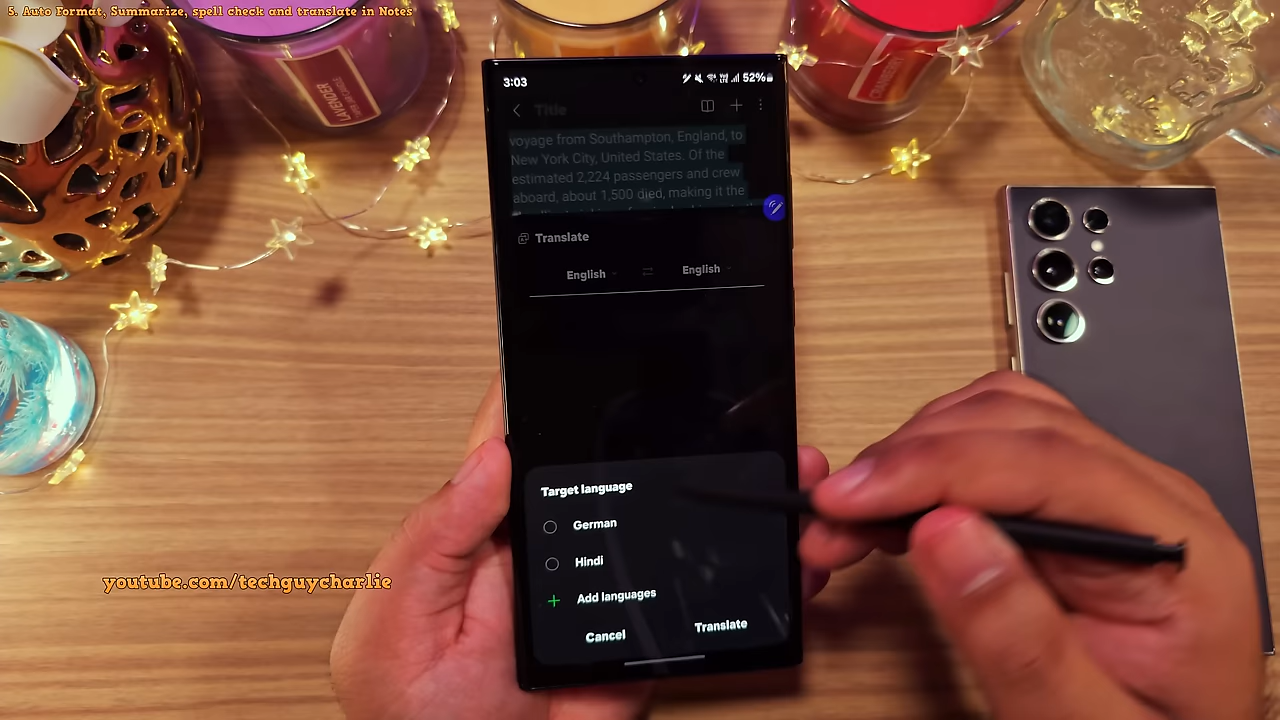 5. Auto Format, Summarize, spell check and translate in Notes
LAVENDER
CRANBERRY
3:03
52%
Title
voyage from Southampton, England, to
New York City, United States. Of the
estimated 2,224 passengers and crew
aboard, about 1,500 died, making it the
Translate
English
English
Target language
German
Hindi
Add languages
Cancel
Translate
youtube.com/techguycharlie